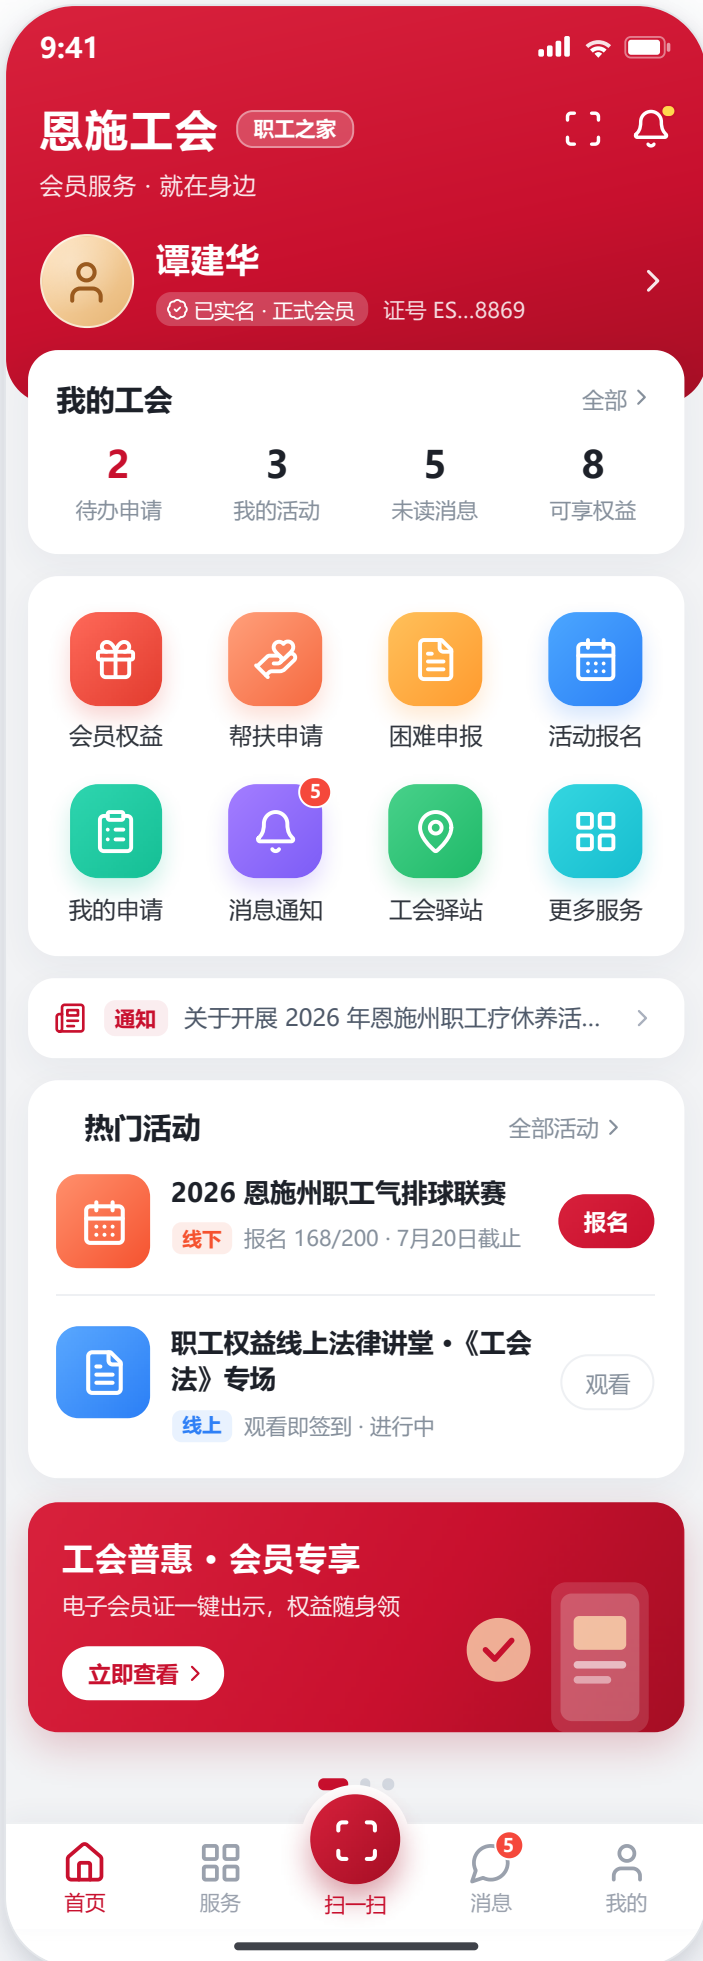 9:41
恩施工会 职工之家
会员服务 · 就在身边
谭建华
已实名 · 正式会员 证号 ES...8869
我的工会 全部
2 3 5 8
待办申请 我的活动 未读消息 可享权益
会员权益 帮扶申请 困难申报 活动报名
5
我的申请 消息通知 工会驿站 更多服务
通知 关于开展 2026 年恩施州职工疗休养活...
热门活动 全部活动
2026 恩施州职工气排球联赛
线下 报名 168/200 · 7月20日截止
报名
职工权益线上法律讲堂 •《工会
法》专场
线上 观看即签到 · 进行中
观看
工会普惠 • 会员专享
电子会员证一键出示，权益随身领
立即查看
5
首页 服务 扫一扫 消息 我的